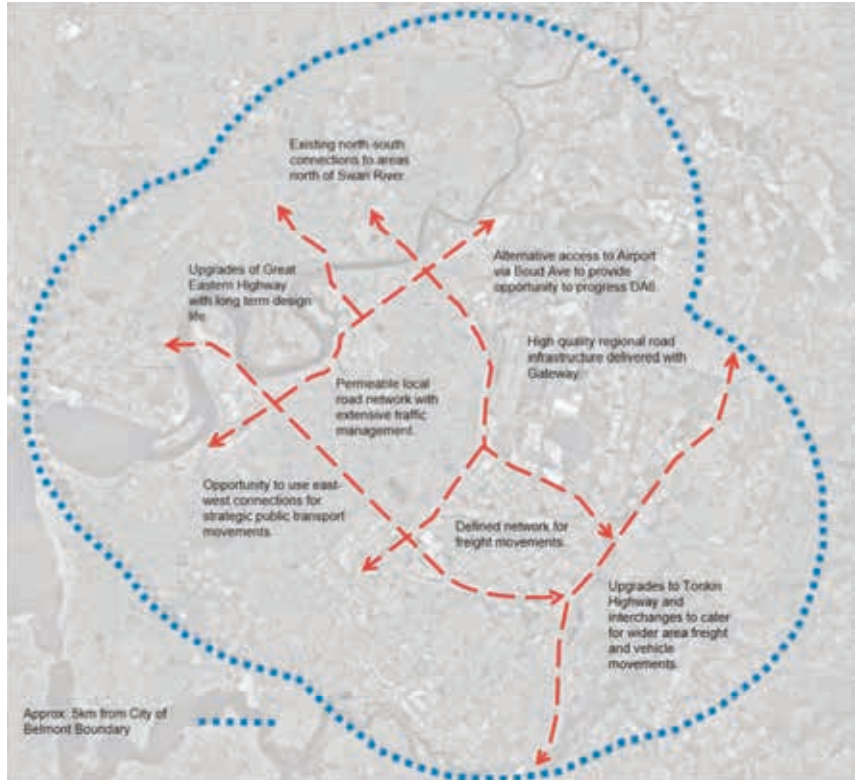 Existing north-south
connections to areas
north of Swan River.
Upgrades of Great
Eastern Highway
with long term design
life.
Alternative access to Airport
via Boud Ave to provide
opportunity to progress DA6.
High quality regional road
infrastructure delivered with
Gateway.
Permeable local
road network with
extensive traffic
management.
Opportunity to use east-
west connections for
strategic public transport
movements.
Defined network for
freight movements.
Upgrades to Tonkin
Highway and
interchanges to cater
for wider area freight
and vehicle
movements.
Approx. 5km from City of
Belmont Boundary